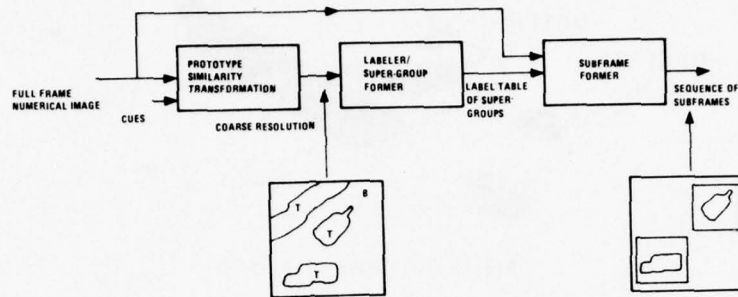 FULL FRAME
NUMERICAL IMAGE
CUES
PROTOTYPE
SIMILARITY
TRANSFORMATION
COARSE RESOLUTION
LABELER/
SUPER-GROUP
FORMER
LABEL TABLE
OF SUPER-
GROUPS
SUBFRAME
FORMER
SEQUENCE OF
SUBFRAMES
T
B
T
T